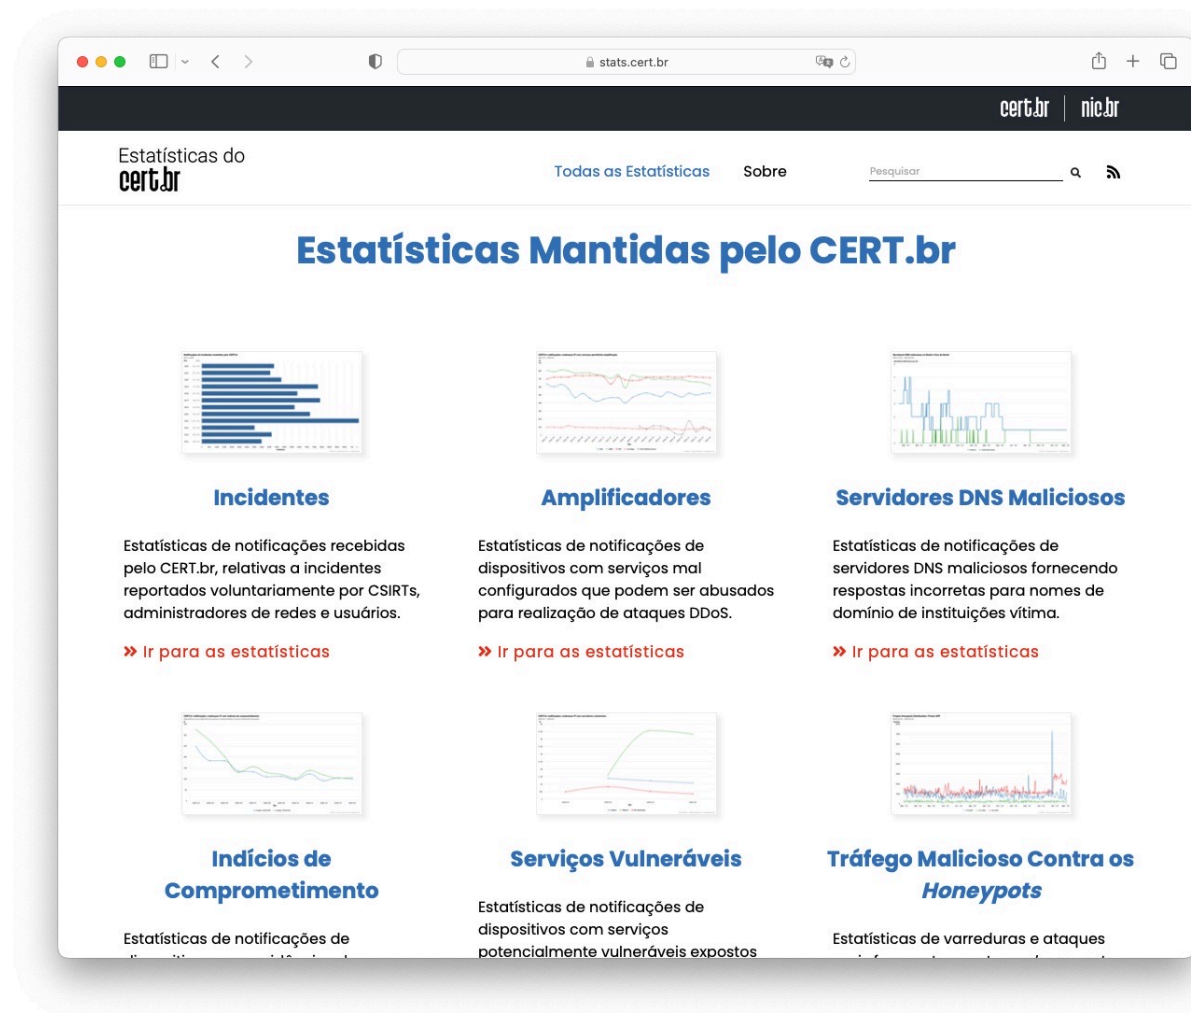 stats.cert.br
cert.br nic.br
Estatísticas do
cert.br
Todas as Estatísticas Sobre Pesquisar
Estatísticas Mantidas pelo CERT.br
Incidentes
Estatísticas de notificações recebidas
pelo CERT.br, relativas a incidentes
reportados voluntariamente por CSIRTs,
administradores de redes e usuários.
Ir para as estatísticas
Amplificadores
Estatísticas de notificações de
dispositivos com serviços mal
configurados que podem ser abusados
para realização de ataques DDoS.
Ir para as estatísticas
Servidores DNS Maliciosos
Estatísticas de notificações de
servidores DNS maliciosos fornecendo
respostas incorretas para nomes de
domínio de instituições vítima.
Ir para as estatísticas
Indícios de
Comprometimento
Estatísticas de notificações de
Serviços Vulneráveis
Estatísticas de notificações de
dispositivos com serviços
potencialmente vulneráveis expostos
Tráfego Malicioso Contra os
Honeypots
Estatísticas de varreduras e ataques